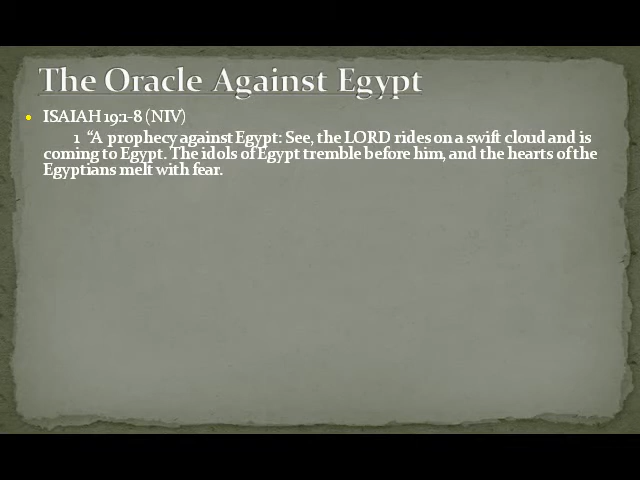 The Oracle Against Egypt
• ISAIAH 19:1-8 (NIV)
1 “A prophecy against Egypt: See, the LORD rides on a swift cloud and is
coming to Egypt. The idols of Egypt tremble before him, and the hearts of the
Egyptians melt with fear.